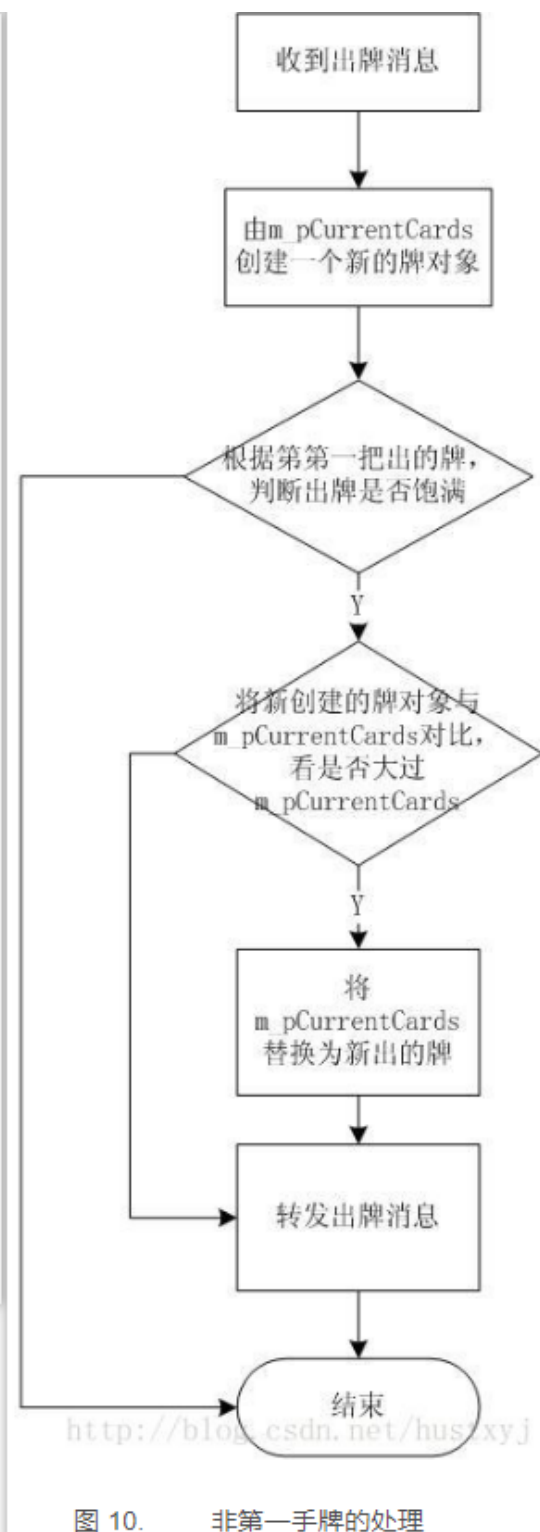 收到出牌消息
由m_pCurrentCards
创建一个新的牌对象
根据第第一把出的牌，
判断出牌是否饱满
Y
将新创建的牌对象与
m_pCurrentCards对比，
看是否大过
m_pCurrentCards
Y
将
m_pCurrentCards
替换为新出的牌
转发出牌消息
结束
http://blog.csdn.net/hustxyj
图 10. 非第一手牌的处理